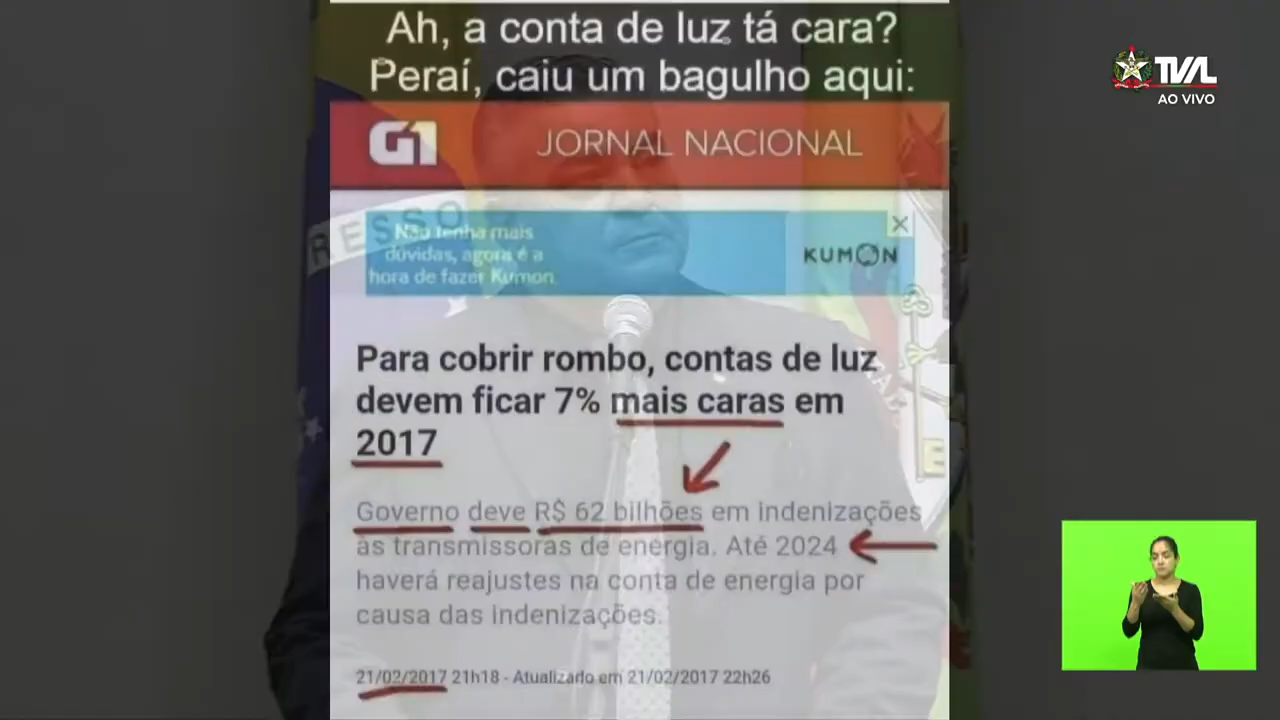 Ah, a conta de luz tá cara?
Peraí, caiu um bagulho aqui:
TVAL
AO VIVO
G1 JORNAL NACIONAL
RESSO
Não tenha mais
dúvidas, agora é a
hora de fazer Kumon.
KUMON
Para cobrir rombo, contas de luz
devem ficar 7% mais caras em
2017
Governo deve R$ 62 bilhões em indenizações
às transmissoras de energia. Até 2024
haverá reajustes na conta de energia por
causa das indenizações.
21/02/2017 21h18 - Atualizado em 21/02/2017 22h26